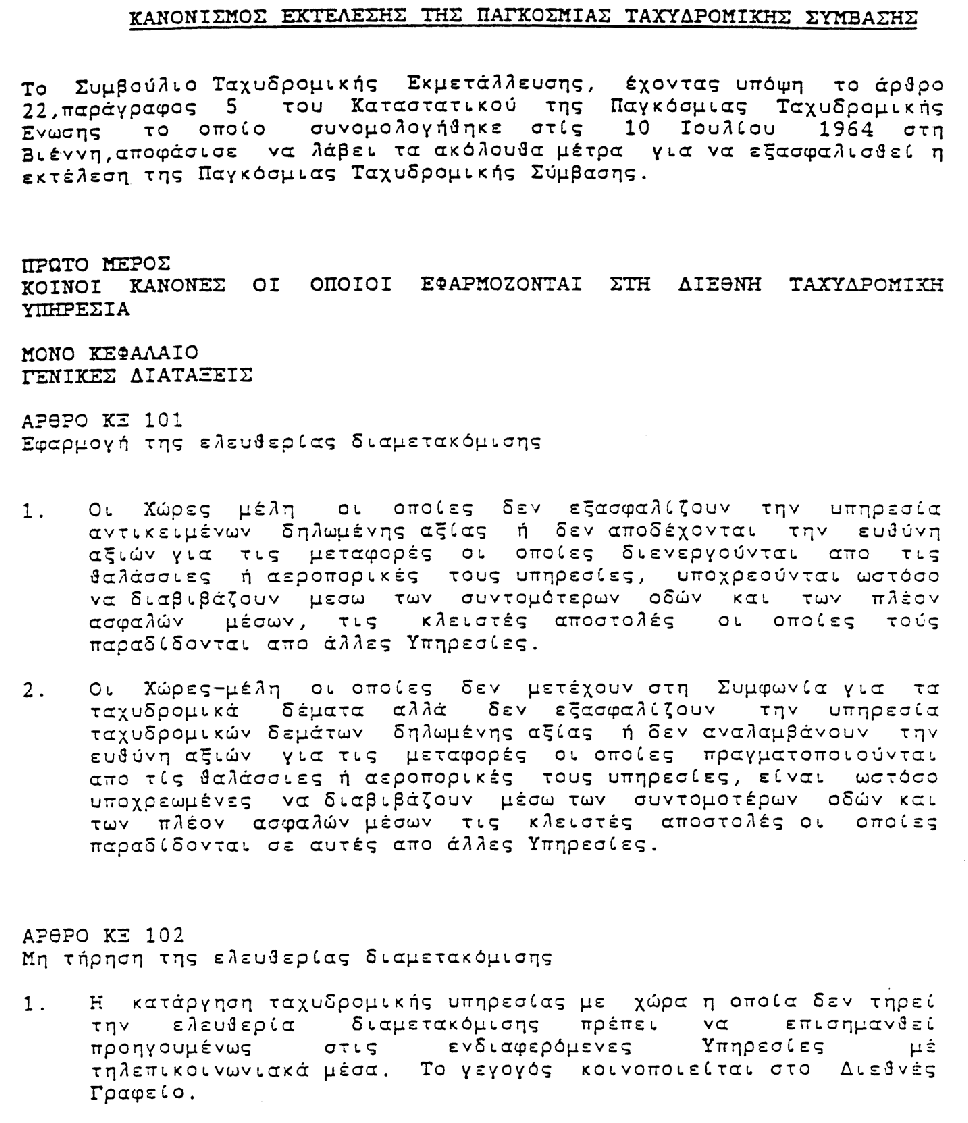 ΚΑΝΟΝΙΣΜΟΣ ΕΚΤΕΛΕΣΗΣ ΤΗΣ ΠΑΓΚΟΣΜΙΑΣ ΤΑΧΥΔΡΟΜΙΚΗΣ ΣΥΜΒΑΣΗΣ
Το Συμβούλιο Ταχυδρομικής Εκμετάλλευσης, έχοντας υπόψη το άρθρο
22,παράγραφος 5 του Καταστατικού της Παγκόσμιας Ταχυδρομικής
Ενωσης το οποίο συνομολογήθηκε στίς 10 Ιουλίου 1964 στη
Βιέννη,αποφάσισε να λάβει τα ακόλουθα μέτρα για να εξασφαλισθεί η
εκτέλεση της Παγκόσμιας Ταχυδρομικής Σύμβασης.
ΠΡΩΤΟ ΜΕΡΟΣ
ΚΟΙΝΟΙ ΚΑΝΟΝΕΣ ΟΙ ΟΠΟΙΟΙ ΕΦΑΡΜΟΖΟΝΤΑΙ ΣΤΗ ΔΙΕΘΝΗ ΤΑΧΥΔΡΟΜΙΚΗ
ΥΠΗΡΕΣΙΑ
ΜΟΝΟ ΚΕΦΑΛΑΙΟ
ΓΕΝΙΚΕΣ ΔΙΑΤΑΞΕΙΣ
ΑΡΘΡΟ ΚΞ 101
Εφαρμογή της ελευθερίας διαμετακόμισης
1. Οι Χώρες μέλη οι οποίες δεν εξασφαλίζουν την υπηρεσία
αντικειμένων δηλωμένης αξίας ή δεν αποδέχονται την ευθύνη
αξιών για τις μεταφορές οι οποίες διενεργούνται απο τις
θαλάσσιες ή αεροπορικές τους υπηρεσίες, υποχρεούνται ωστόσο
να διαβιβάζουν μεσω των συντομότερων οδών και των πλέον
ασφαλών μέσων, τις κλειστές αποστολές οι οποίες τούς
παραδίδονται απο άλλες Υπηρεσίες.
2. Οι Χώρες-μέλη οι οποίες δεν μετέχουν στη Συμφωνία για τα
ταχυδρομικά δέματα αλλά δεν εξασφαλίζουν την υπηρεσία
ταχυδρομικών δεμάτων δηλωμένης αξίας ή δεν αναλαμβάνουν την
ευθύνη αξιών για τις μεταφορές οι οποίες πραγματοποιούνται
απο τίς θαλάσσιες ή αεροπορικές τους υπηρεσίες, είναι ωστόσο
υποχρεωμένες να διαβιβάζουν μέσω των συντομοτέρων οδών και
των πλέον ασφαλών μέσων τις κλειστές αποστολές οι οποίες
παραδίδονται σε αυτές απο άλλες Υπηρεσίες.
ΑΡΘΡΟ ΚΞ 102
Μη τήρηση της ελευθερίας διαμετακόμισης
1. Η κατάργηση ταχυδρομικής υπηρεσίας με χώρα η οποία δεν τηρεί
την ελευθερία διαμετακόμισης πρέπει να επισημανθεί
προηγουμένως στις ενδιαφερόμενες Υπηρεσίες μέ
τηλεπικοινωνιακά μέσα. Το γεγογός κοινοποιείται στο Διεθνές
Γραφείο.